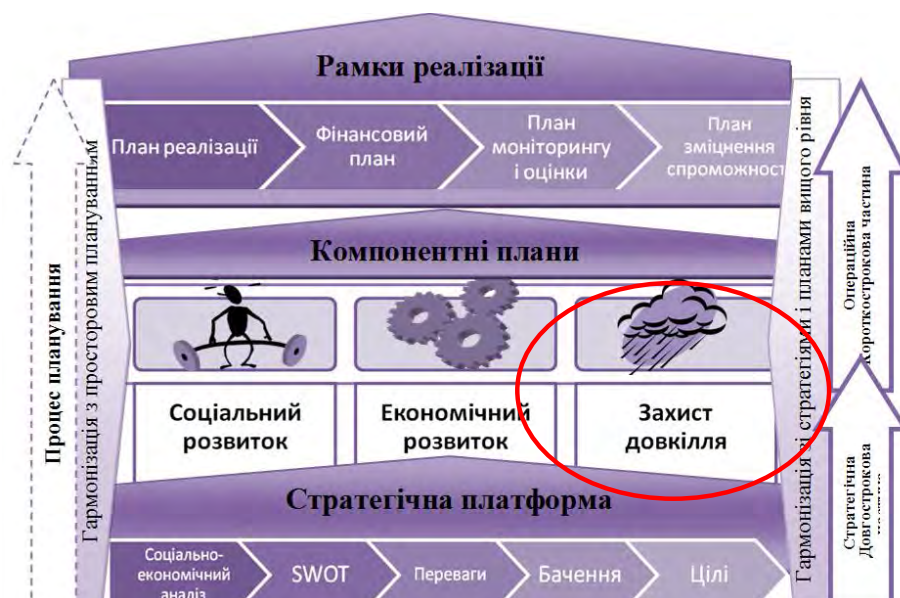 Рамки реалізації
План реалізації
Фінансовий
план
План
моніторингу
і оцінки
План
зміцнення
спроможност
Компонентні плани
Соціальний
розвиток
Економічний
розвиток
Захист
довкілля
Стратегічна платформа
Соціально-
економічний
аналіз
SWOT
Переваги
Бачення
Цілі
Процес планування
Гармонізація з просторовим плануванням
Гармонізація зі стратегіями і планами вищого рівня
Операційна
Короткострокова частина
Стратегічна
Довгострокова